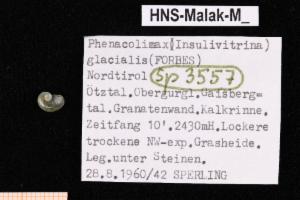 HNS-Malak-M_
Phenacolimax(Insulivitrina)
glacialis(FORBES)
Nordtirol Sp 3557
Ötztal.Obergurgl.Gaisberg=
tal.Granatenwand.Kalkrinne.
Zeitfang 10'.2430mH.Lockere
trockene NW-exp.Grasheide.
Leg.unter Steinen.
28.8.1960/42 SPERLING